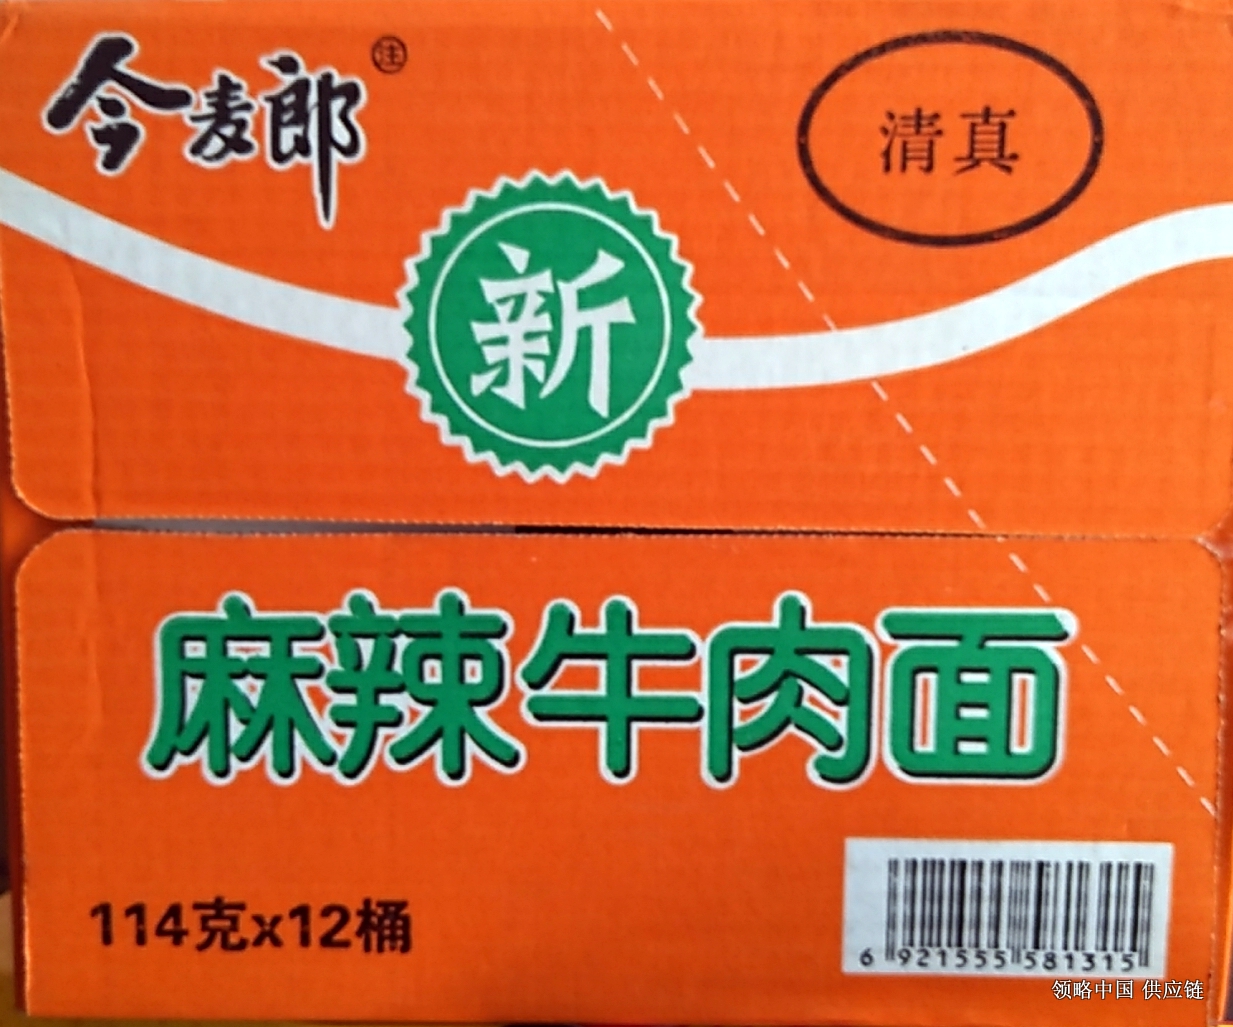 今麦郎 注
清真
新
麻辣牛肉面
114克x12桶
6 921555 581315
领略中国 供应链